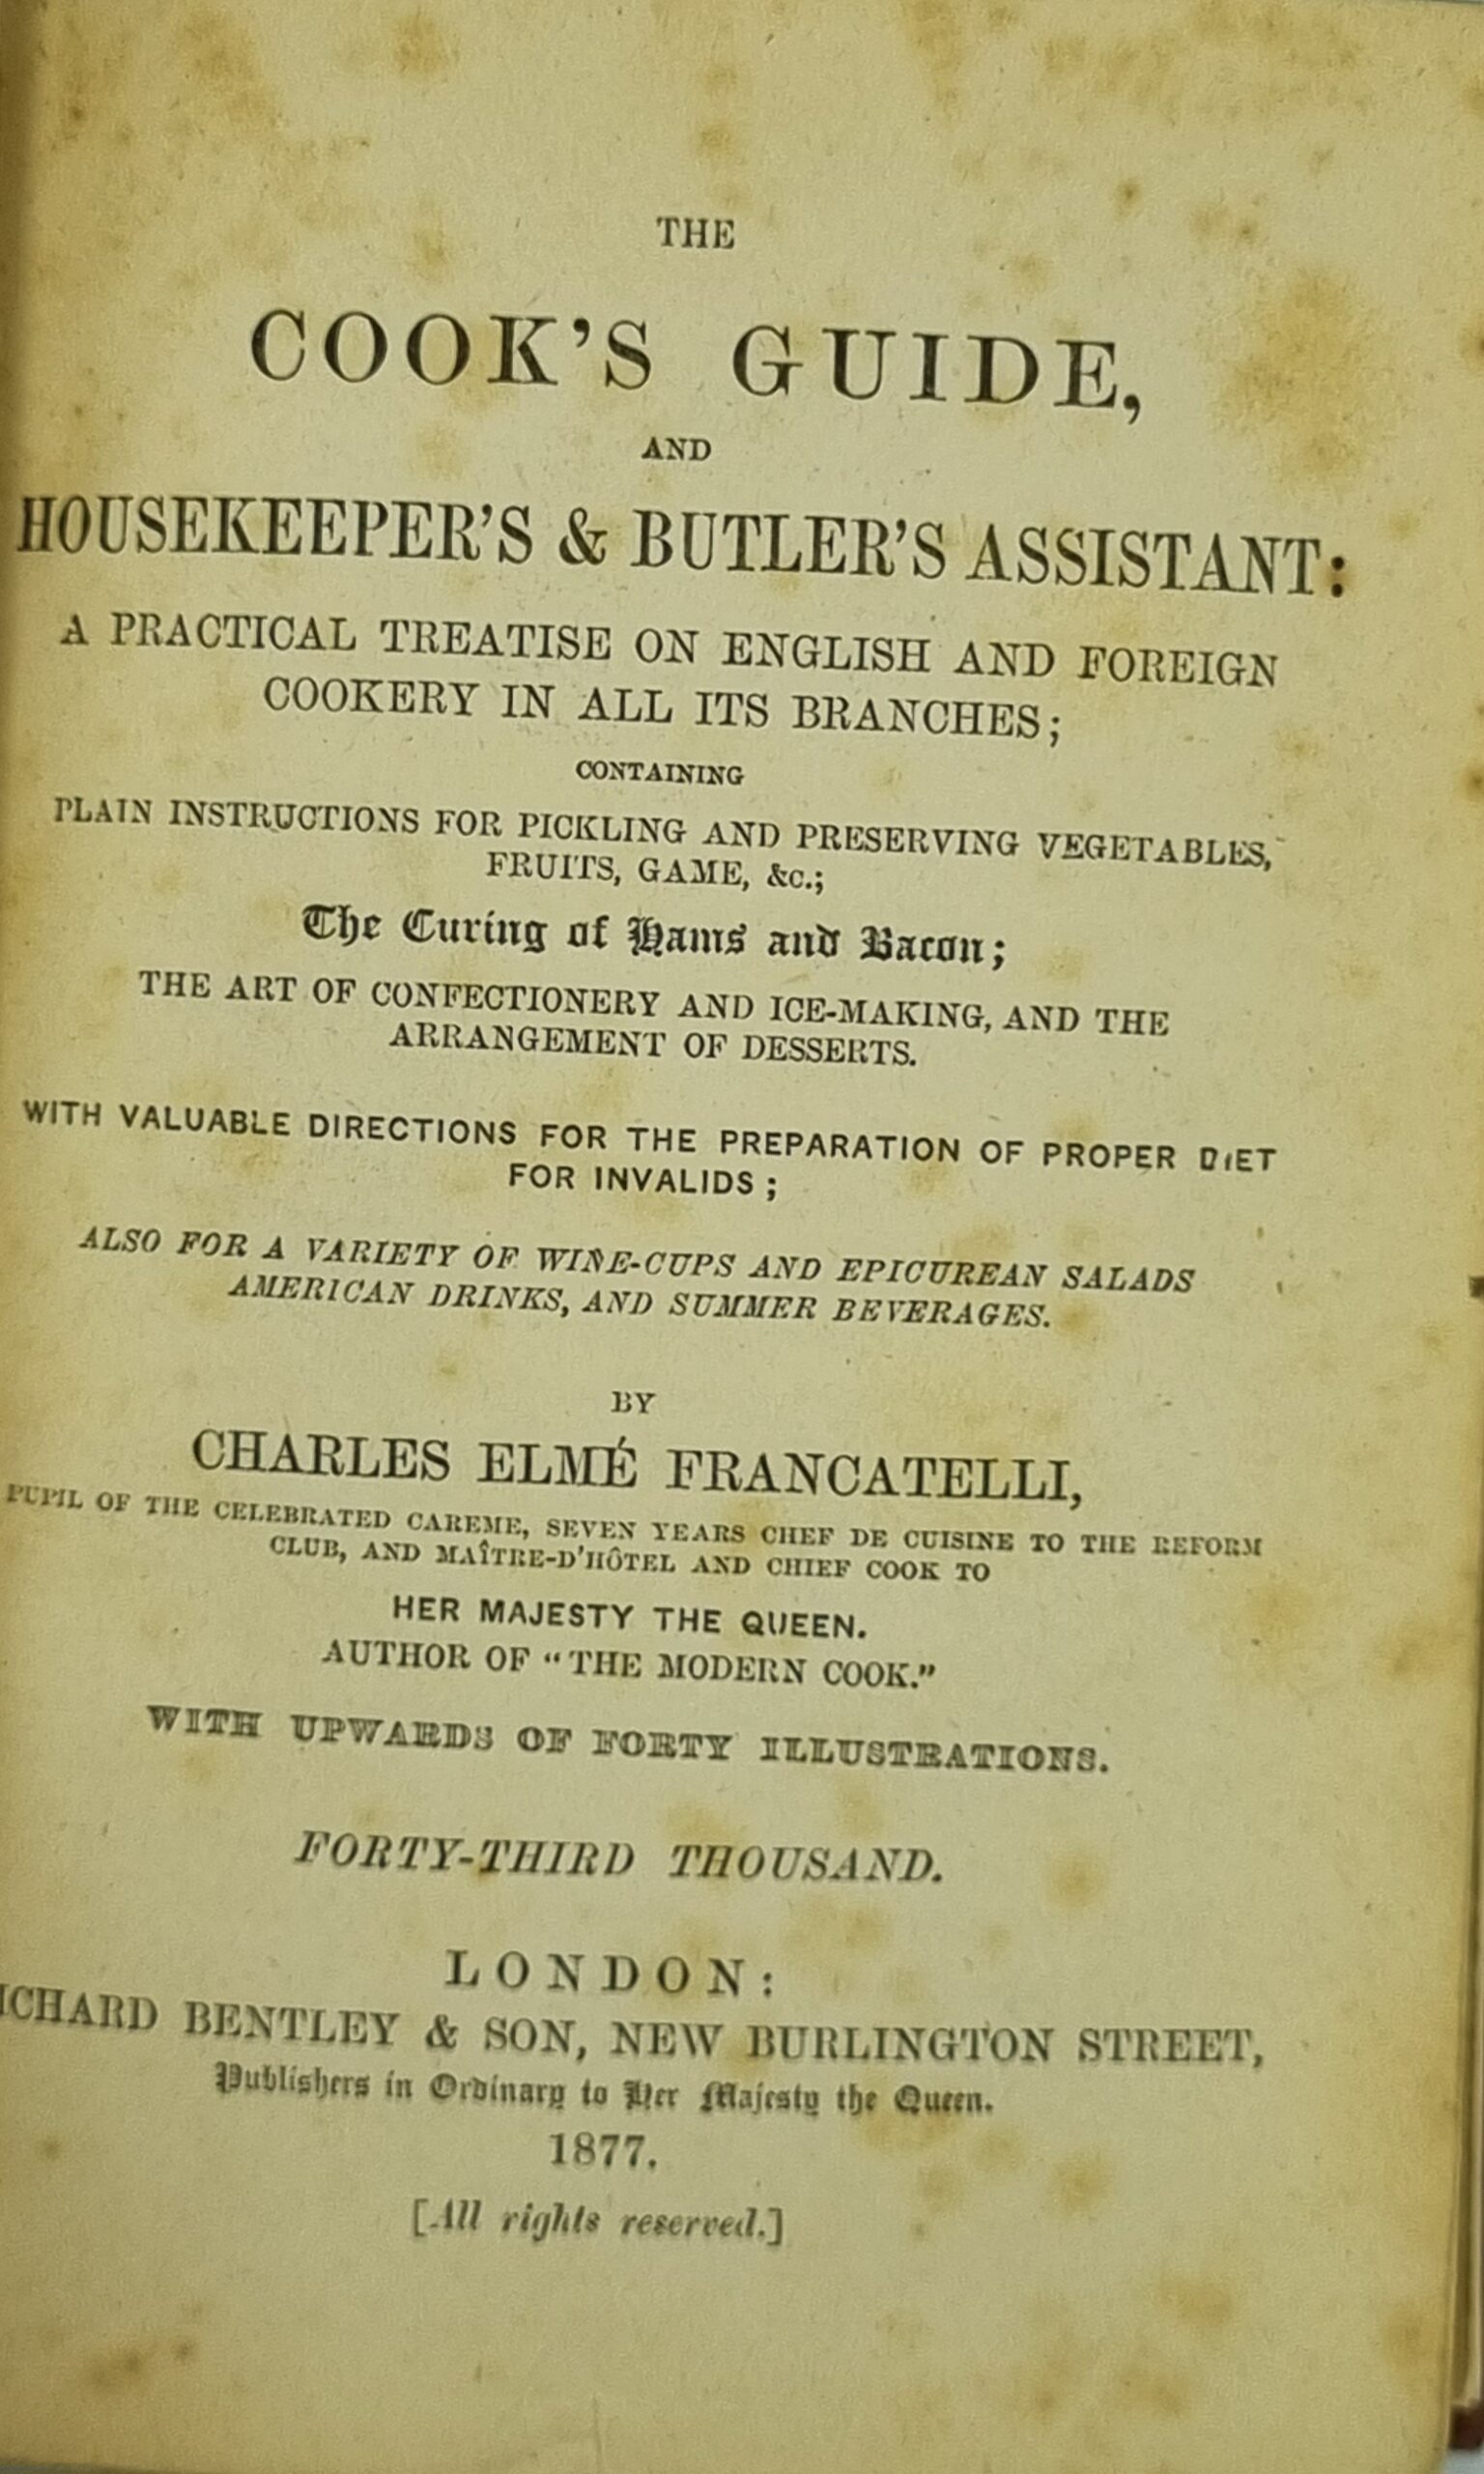 THE
COOK'S GUIDE,
AND
HOUSEKEEPER'S & BUTLER'S ASSISTANT:
A PRACTICAL TREATISE ON ENGLISH AND FOREIGN
COOKERY IN ALL ITS BRANCHES;
CONTAINING
PLAIN INSTRUCTIONS FOR PICKLING AND PRESERVING VEGETABLES,
FRUITS, GAME, &c.;
The Curing of Hams and Bacon;
THE ART OF CONFECTIONERY AND ICE-MAKING, AND THE
ARRANGEMENT OF DESSERTS.
WITH VALUABLE DIRECTIONS FOR THE PREPARATION OF PROPER DIET
FOR INVALIDS;
ALSO FOR A VARIETY OF WINE-CUPS AND EPICUREAN SALADS
AMERICAN DRINKS, AND SUMMER BEVERAGES.
BY
CHARLES ELMÉ FRANCATELLI,
PUPIL OF THE CELEBRATED CAREME, SEVEN YEARS CHEF DE CUISINE TO THE REFORM
CLUB, AND MAÎTRE-D'HÔTEL AND CHIEF COOK TO
HER MAJESTY THE QUEEN.
AUTHOR OF "THE MODERN COOK."
WITH UPWARDS OF FORTY ILLUSTRATIONS.
FORTY-THIRD THOUSAND.
LONDON:
ICHARD BENTLEY & SON, NEW BURLINGTON STREET,
Publishers in Ordinary to Her Majesty the Queen.
1877.
[All rights reserved.]